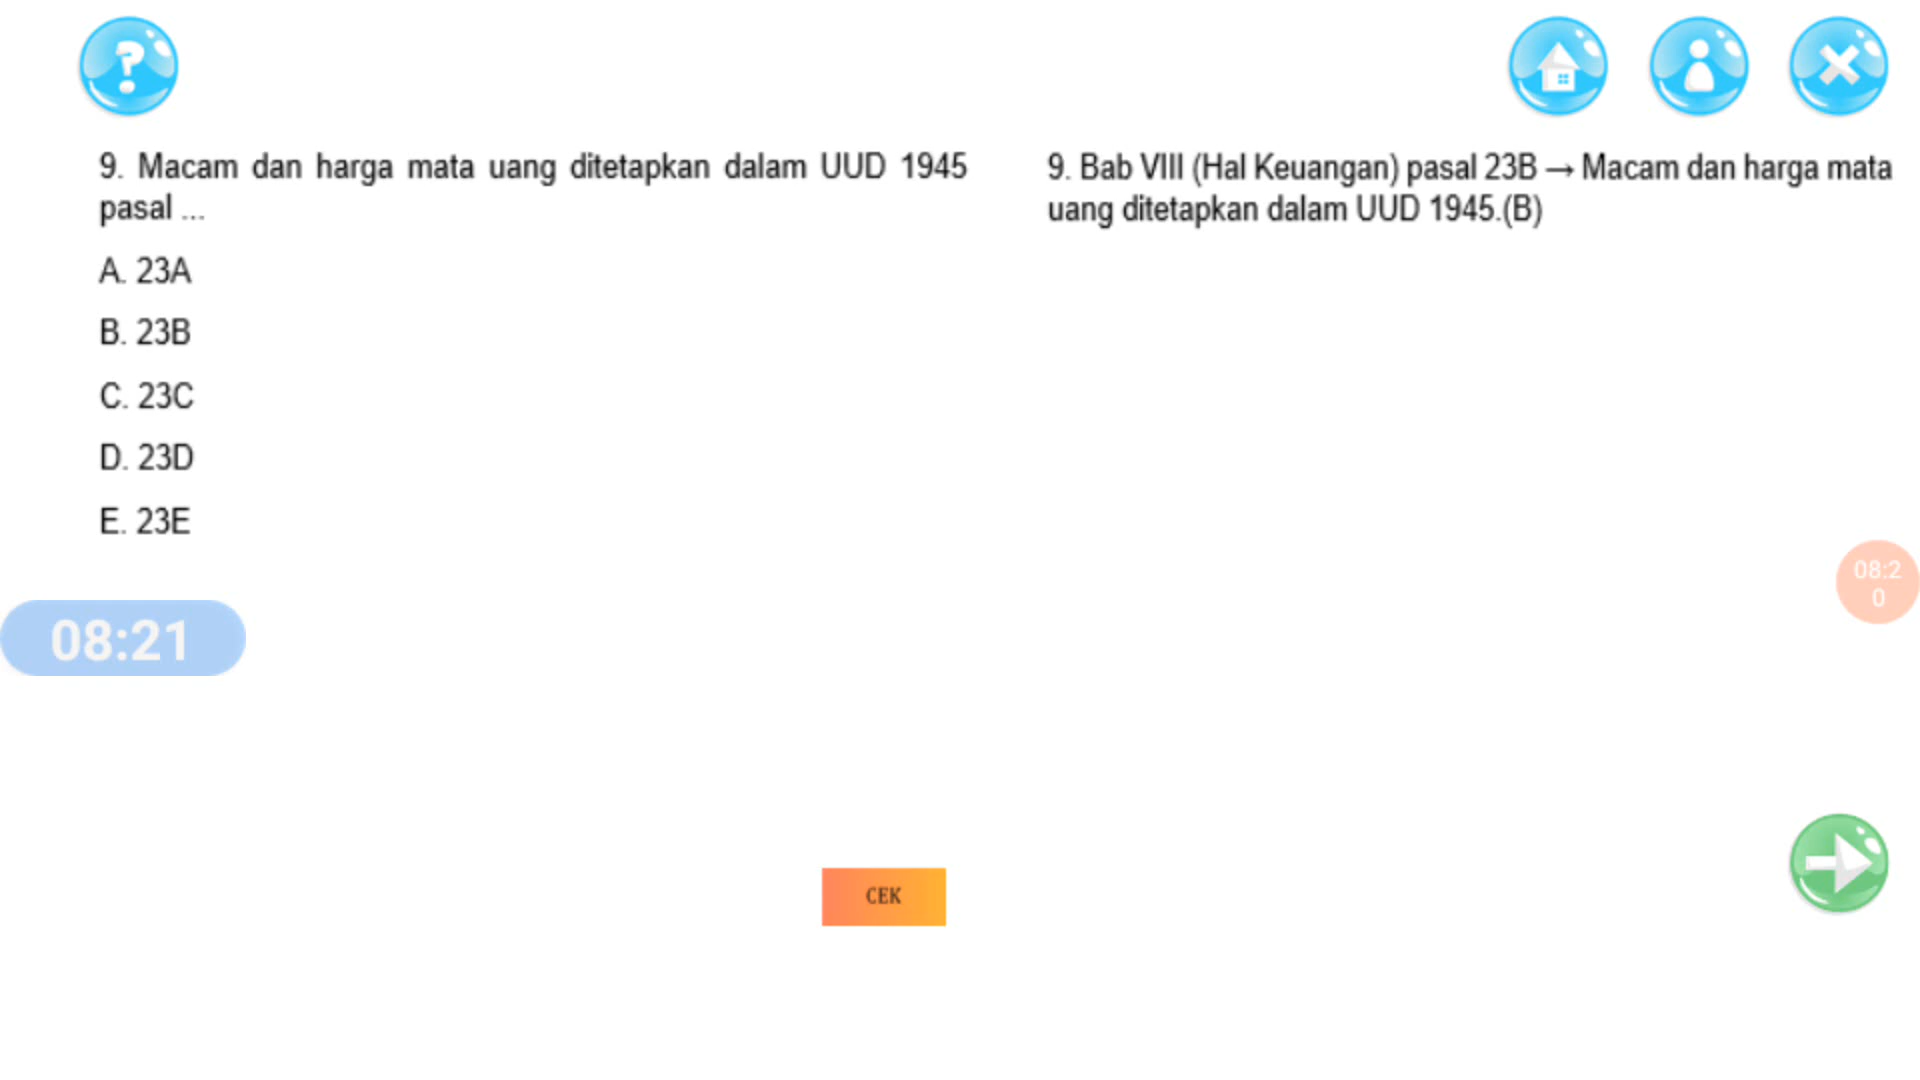 9. Macam dan harga mata uang ditetapkan dalam UUD 1945
pasal ...
A. 23A
B. 23B
C. 23C
D. 23D
E. 23E
9. Bab VIII (Hal Keuangan) pasal 23B → Macam dan harga mata
uang ditetapkan dalam UUD 1945.(B)
08:2
0
08:21
CEK